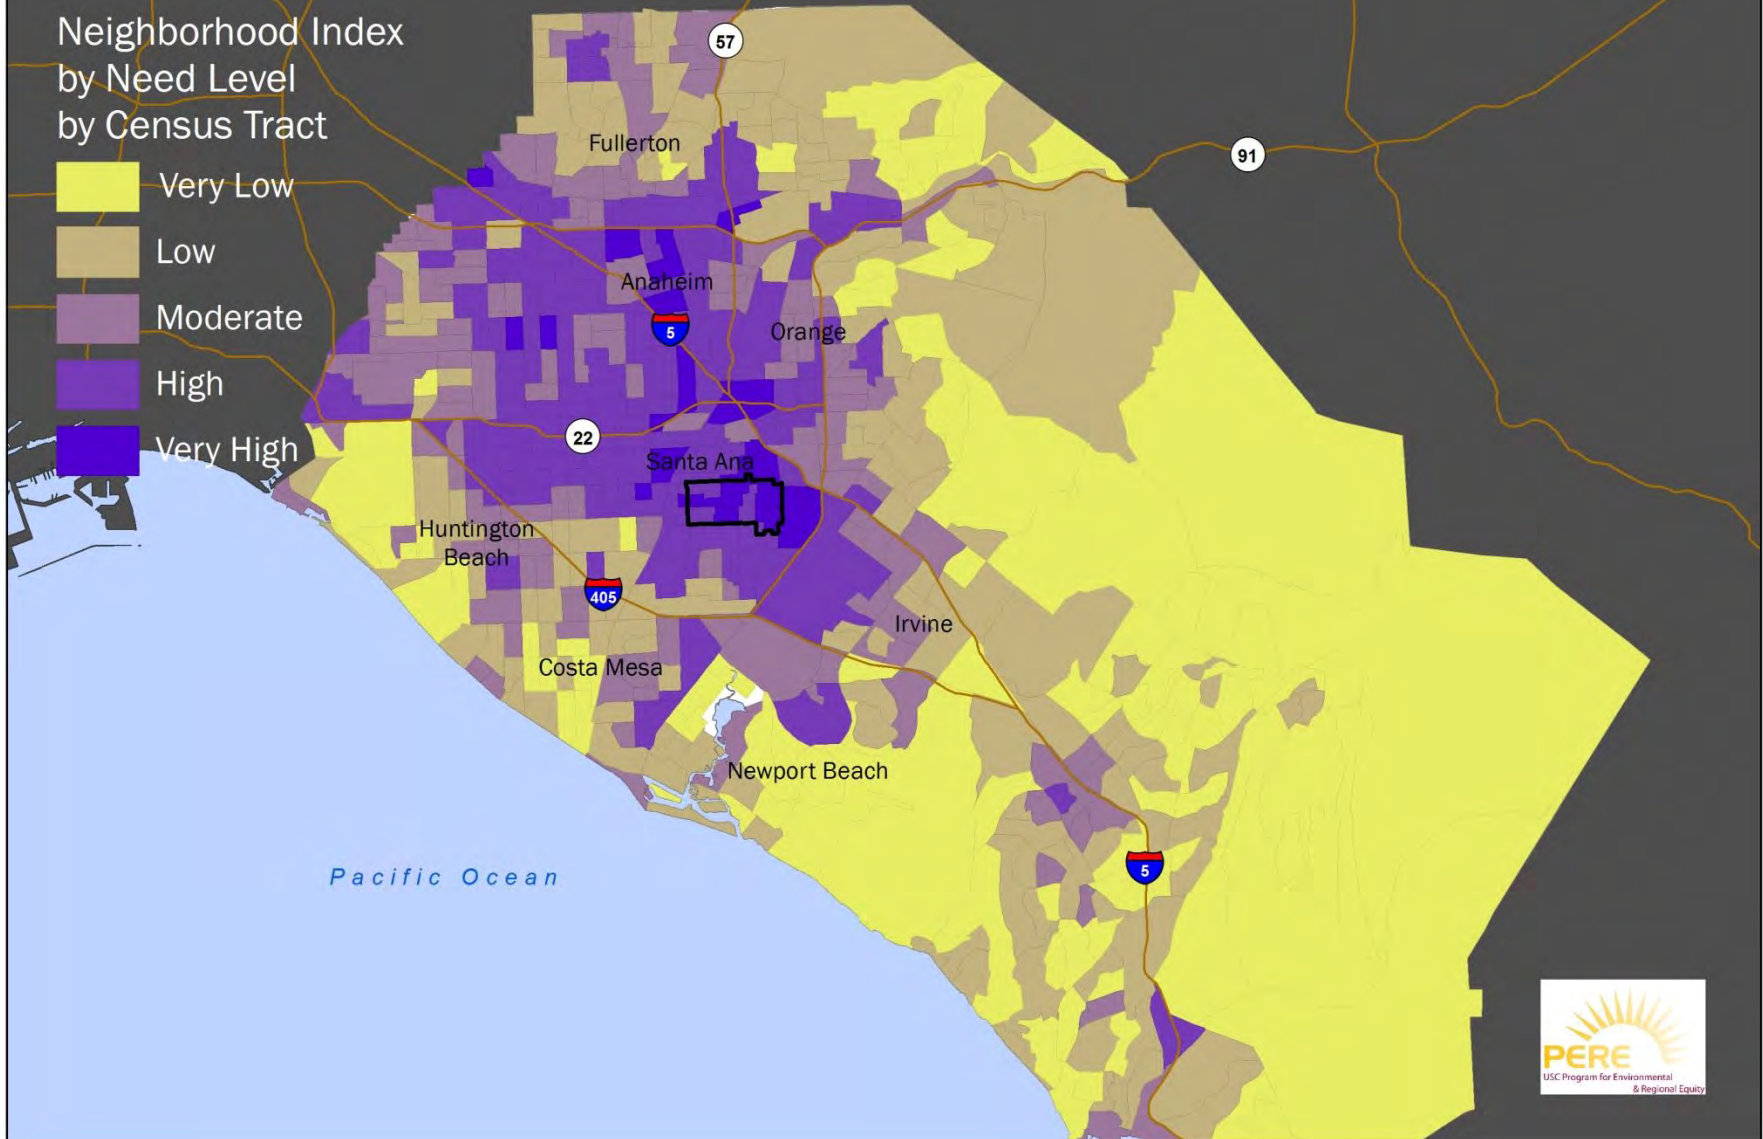 Neighborhood Index
by Need Level
by Census Tract
Very Low
Low
Moderate
High
Very High
57
Fullerton
91
Anaheim
5
Orange
22
Santa Ana
Huntington
Beach
405
Irvine
Costa Mesa
Newport Beach
5
Pacific Ocean
PERE
USC Program for Environmental
& Regional Equity